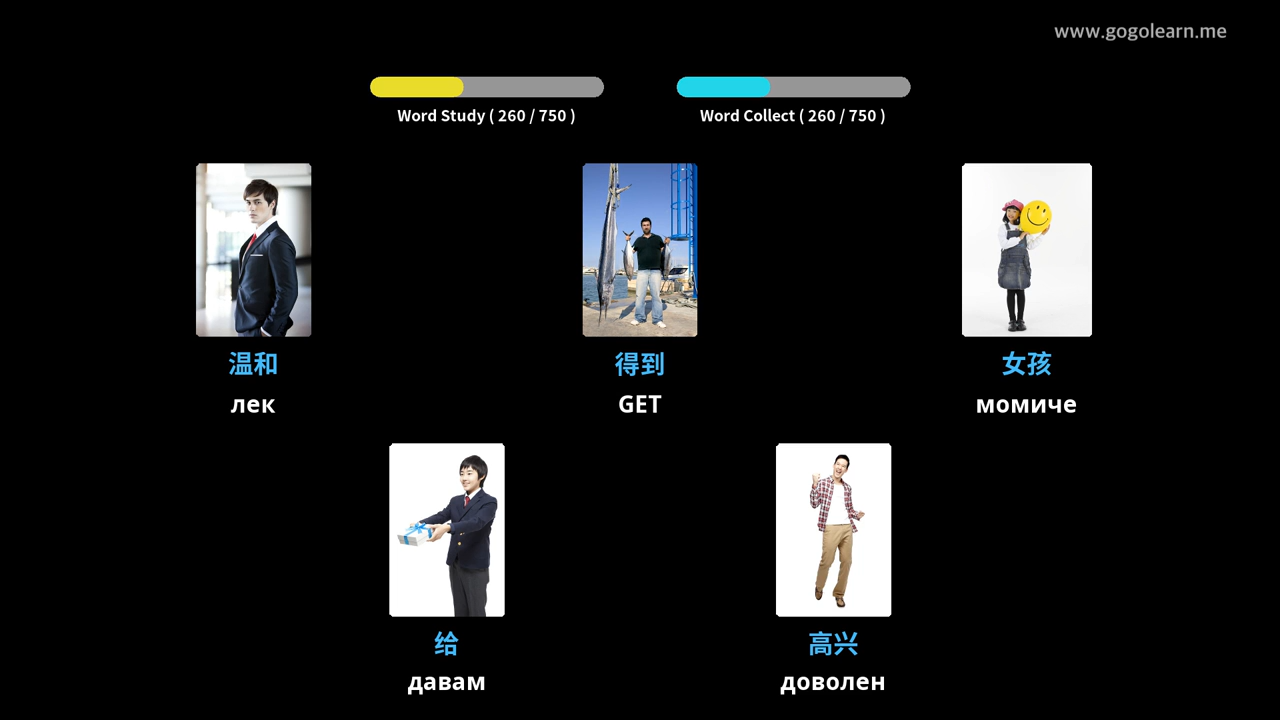 www.gogolearn.me
Word Study ( 260 / 750 )
Word Collect ( 260 / 750 )
温和
得到
女孩
лек
GET
момиче
给
高兴
давам
доволен